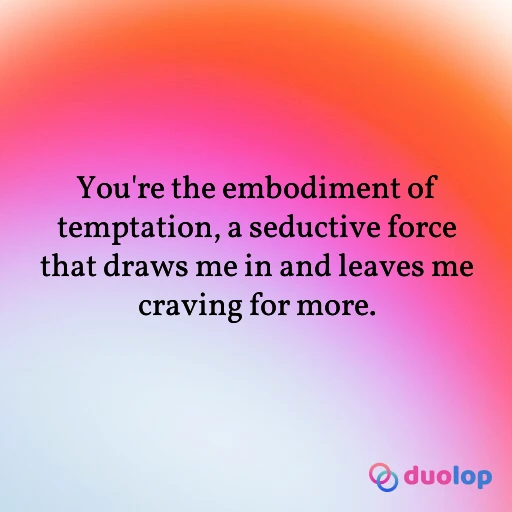 You're the embodiment of
temptation, a seductive force
that draws me in and leaves me
craving for more.
duolop